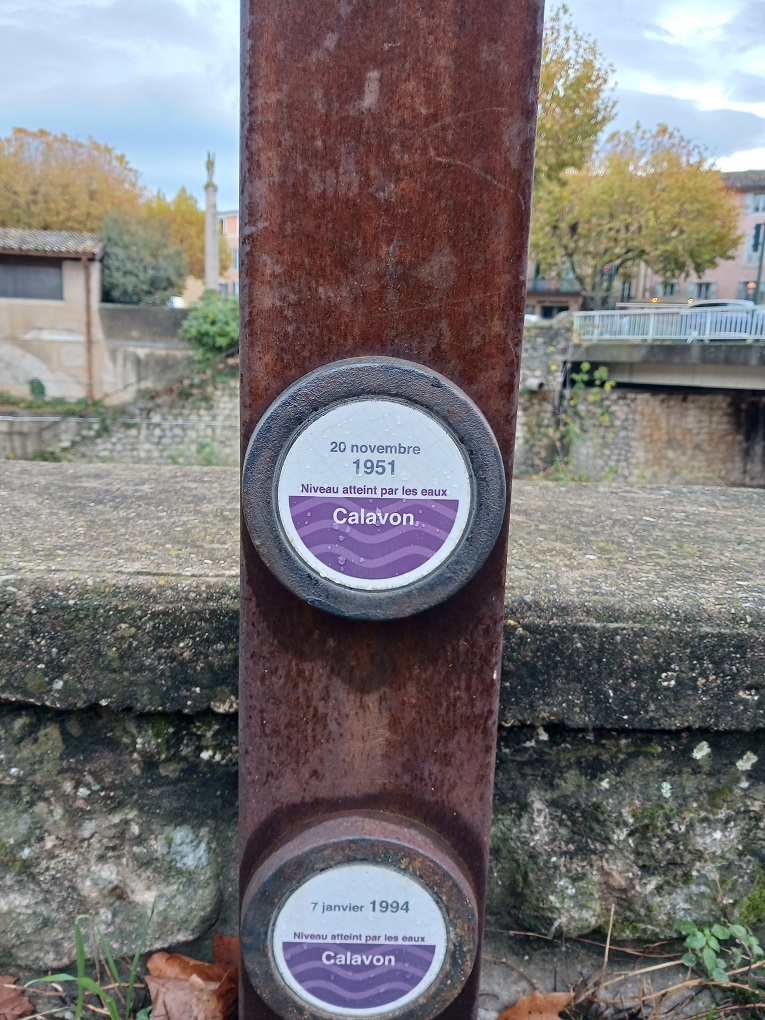 20 novembre
1951
Niveau atteint par les eaux
Calavon
7 janvier 1994
Niveau atteint par les eaux
Calavon